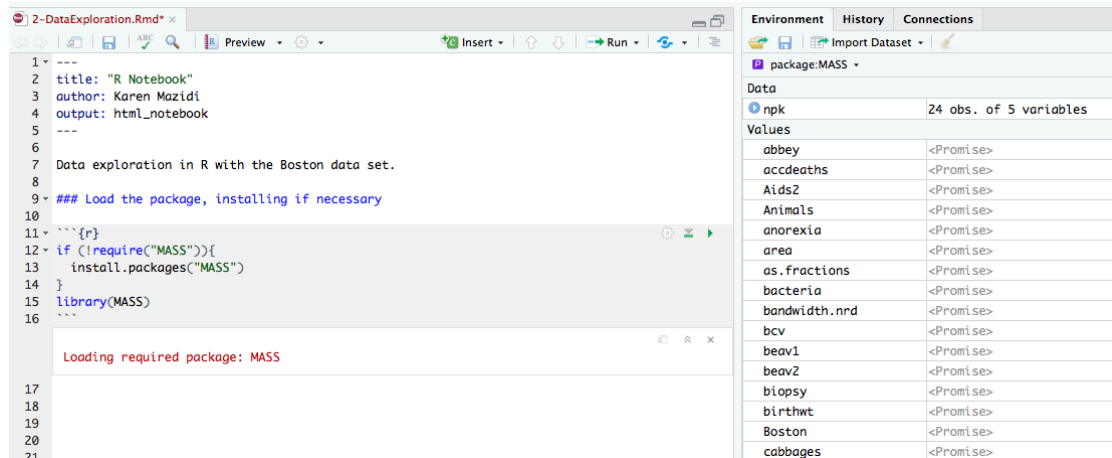 2-DataExploration.Rmd*
ABC
Preview
Insert
Run
1 ---
2 title: "R Notebook"
3 author: Karen Mazidi
4 output: html_notebook
5 ---
6
7 Data exploration in R with the Boston data set.
8
9 ### Load the package, installing if necessary
10
11 ```{r}
12 if (!require("MASS")){
13   install.packages("MASS")
14 }
15 library(MASS)
16 ```
Loading required package: MASS
17
18
19
20
21
Environment History Connections
Import Dataset
package:MASS
Data
npk 24 obs. of 5 variables
Values
abbey <Promise>
accdeaths <Promise>
Aids2 <Promise>
Animals <Promise>
anorexia <Promise>
area <Promise>
as.fractions <Promise>
bacteria <Promise>
bandwidth.nrd <Promise>
bcv <Promise>
beav1 <Promise>
beav2 <Promise>
biopsy <Promise>
birthwt <Promise>
Boston <Promise>
cabbages <Promise>